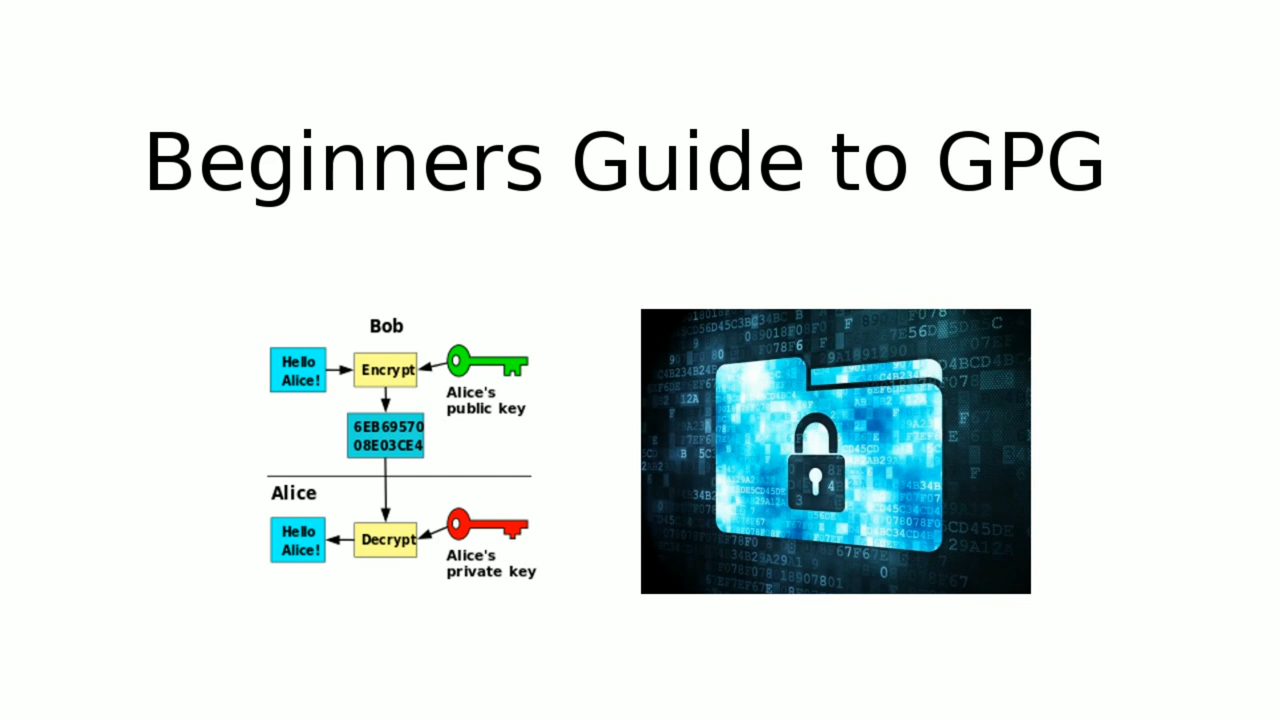 Beginners Guide to GPG
Bob
Hello
Alice!
Encrypt
Alice's
public key
6EB69570
08E03CE4
Alice
Hello
Alice!
Decrypt
Alice's
private key